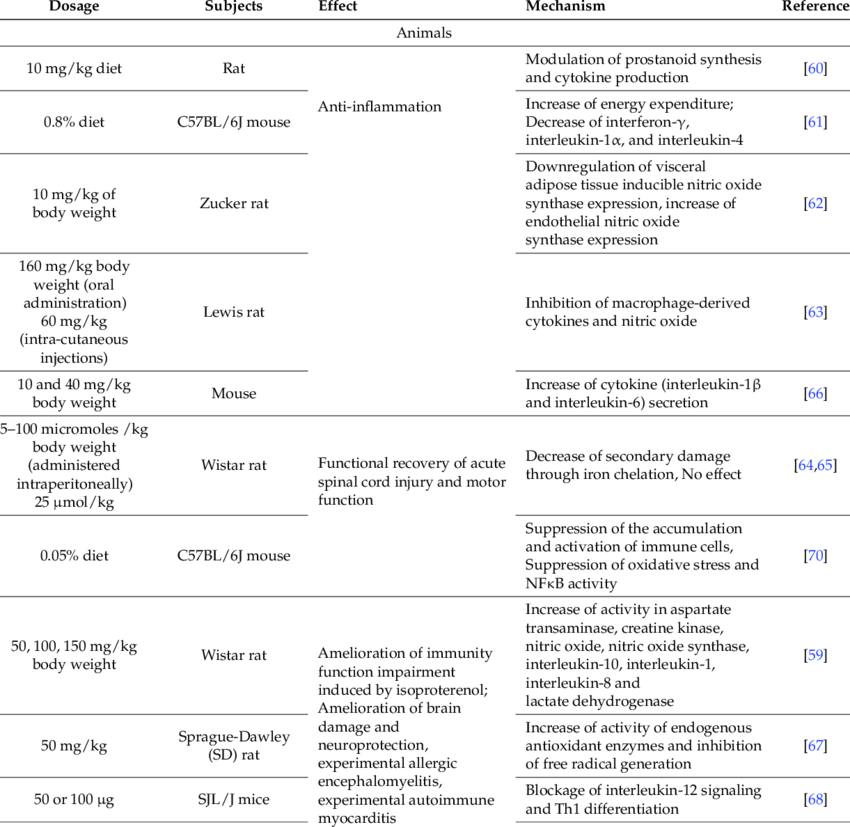 Dosage Subjects Effect Mechanism Reference
Animals
10 mg/kg diet
Rat
Anti-inflammation
Modulation of prostanoid synthesis
and cytokine production
[60]
0.8% diet
C57BL/6J mouse
Increase of energy expenditure;
Decrease of interferon-γ,
interleukin-1α, and interleukin-4
[61]
10 mg/kg of
body weight
Zucker rat
Downregulation of visceral
adipose tissue inducible nitric oxide
synthase expression, increase of
endothelial nitric oxide
synthase expression
[62]
160 mg/kg body
weight (oral
administration)
60 mg/kg
(intra-cutaneous
injections)
Lewis rat
Inhibition of macrophage-derived
cytokines and nitric oxide
[63]
10 and 40 mg/kg
body weight
Mouse
Increase of cytokine (interleukin-1β
and interleukin-6) secretion
[66]
5–100 micromoles /kg
body weight
(administered
intraperitoneally)
25 μmol/kg
Wistar rat
Functional recovery of acute
spinal cord injury and motor
function
Decrease of secondary damage
through iron chelation, No effect
[64,65]
0.05% diet
C57BL/6J mouse
Suppression of the accumulation
and activation of immune cells,
Suppression of oxidative stress and
NFκB activity
[70]
50, 100, 150 mg/kg
body weight
Wistar rat
Amelioration of immunity
function impairment
induced by isoproterenol;
Amelioration of brain
damage and
neuroprotection,
experimental allergic
encephalomyelitis,
experimental autoimmune
myocarditis
Increase of activity in aspartate
transaminase, creatine kinase,
nitric oxide, nitric oxide synthase,
interleukin-10, interleukin-1,
interleukin-8 and
lactate dehydrogenase
[59]
50 mg/kg
Sprague-Dawley
(SD) rat
Increase of activity of endogenous
antioxidant enzymes and inhibition
of free radical generation
[67]
50 or 100 μg
SJL/J mice
Blockage of interleukin-12 signaling
and Th1 differentiation
[68]